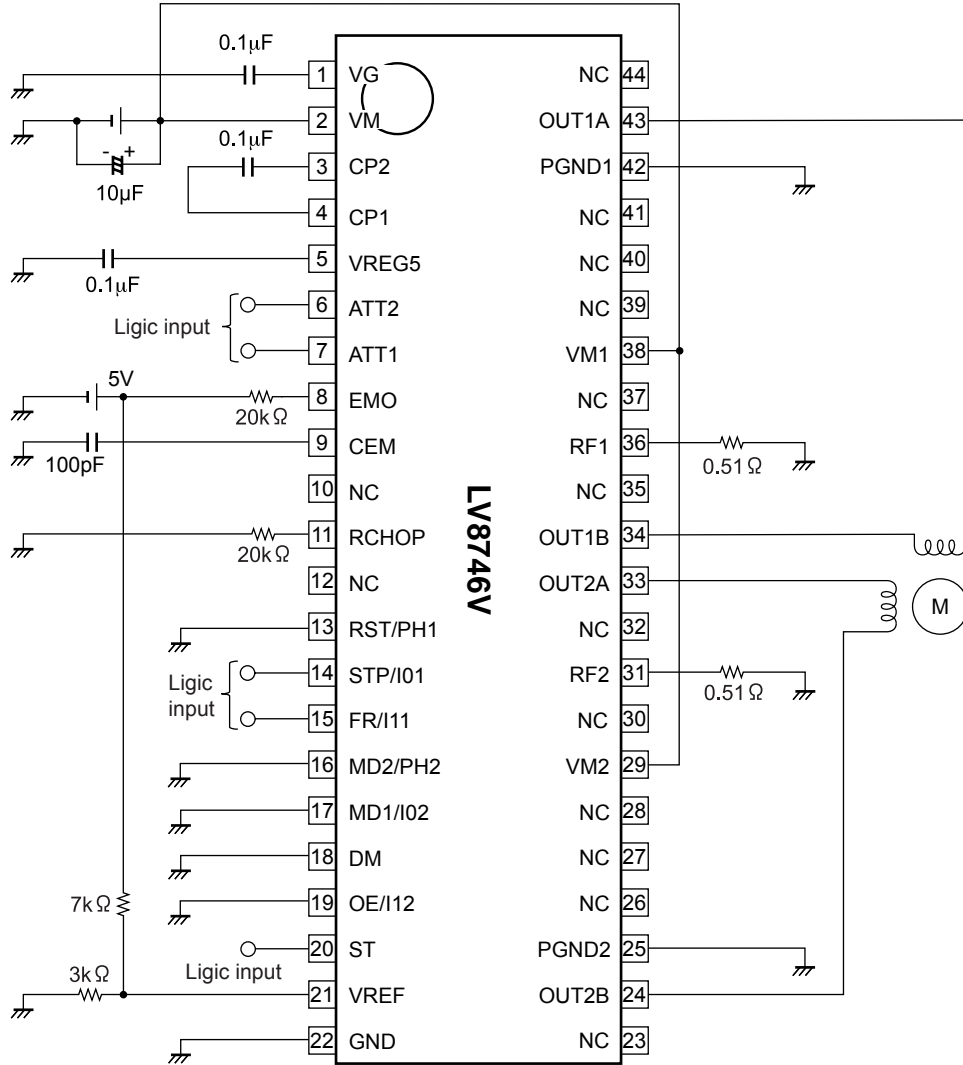 0.1μF
1 VG
NC 44
2 VM
OUT1A 43
- +
10μF
0.1μF
3 CP2
PGND1 42
4 CP1
NC 41
5 VREG5
NC 40
0.1μF
6 ATT2
NC 39
Ligic input
7 ATT1
VM1 38
5V
8 EMO
NC 37
20kΩ
9 CEM
RF1 36
100pF
0.51Ω
10 NC
NC 35
11 RCHOP
OUT1B 34
20kΩ
12 NC
OUT2A 33
LV8746V
M
13 RST/PH1
NC 32
14 STP/I01
RF2 31
Ligic
input
0.51Ω
15 FR/I11
NC 30
16 MD2/PH2
VM2 29
17 MD1/I02
NC 28
18 DM
NC 27
7kΩ
19 OE/I12
NC 26
20 ST
PGND2 25
Ligic input
3kΩ
21 VREF
OUT2B 24
22 GND
NC 23